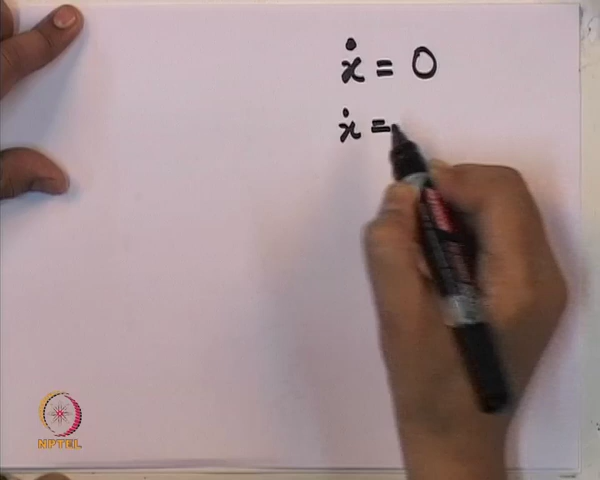 ẋ = 0
ẋ =
NPTEL